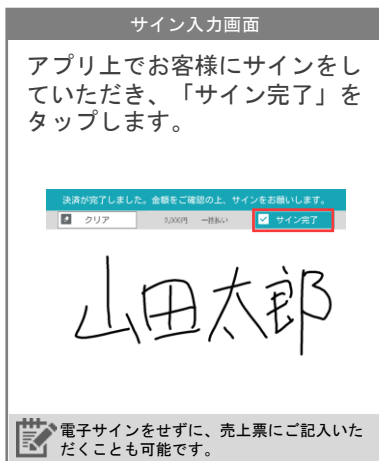 サイン入力画面
アプリ上でお客様にサインをし
ていただき、「サイン完了」を
タップします。
決済が完了しました。金額をご確認の上、サインをお願いします。
クリア 2,000円 一括払い サイン完了
山田太郎
電子サインをせずに、売上票にご記入いた
だくことも可能です。